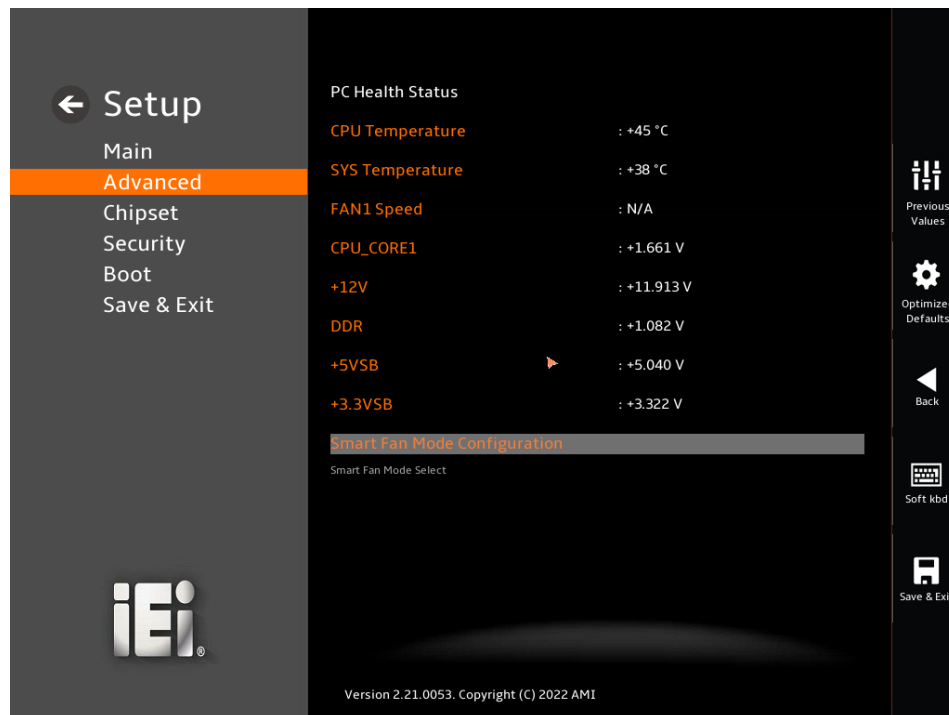 Setup
Main
Advanced
Chipset
Security
Boot
Save & Exit
iEi®
PC Health Status
CPU Temperature : +45 °C
SYS Temperature : +38 °C
FAN1 Speed : N/A
CPU_CORE1 : +1.661 V
+12V : +11.913 V
DDR : +1.082 V
+5VSB : +5.040 V
+3.3VSB : +3.322 V
Smart Fan Mode Configuration
Smart Fan Mode Select
Version 2.21.0053. Copyright (C) 2022 AMI
Previous
Values
Optimize
Defaults
Back
Soft kbd
Save & Exi